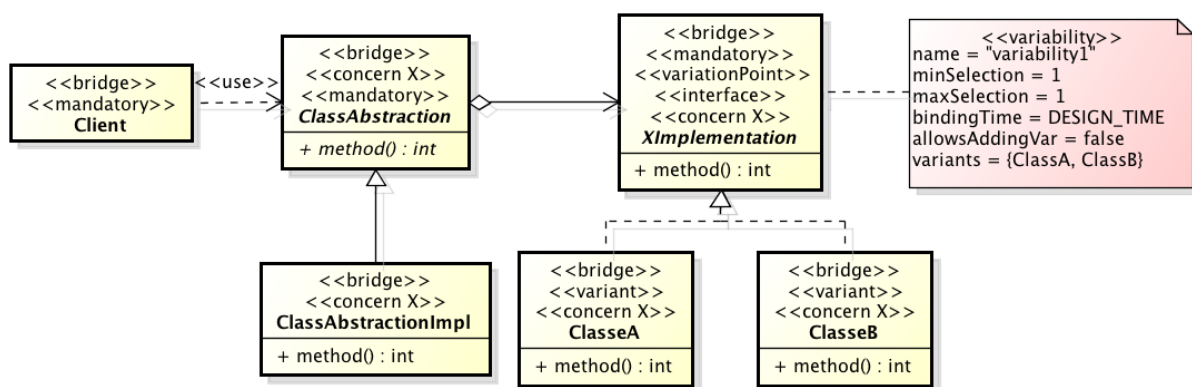 <<bridge>>
<<mandatory>>
Client
<<use>>
<<bridge>>
<<concern X>>
<<mandatory>>
ClassAbstraction
+ method() : int
<<bridge>>
<<mandatory>>
<<variationPoint>>
<<interface>>
<<concern X>>
XImplementation
+ method() : int
<<variability>>
name = "variability1"
minSelection = 1
maxSelection = 1
bindingTime = DESIGN_TIME
allowsAddingVar = false
variants = {ClassA, ClassB}
<<bridge>>
<<concern X>>
ClassAbstractionImpl
+ method() : int
<<bridge>>
<<variant>>
<<concern X>>
ClasseA
+ method() : int
<<bridge>>
<<variant>>
<<concern X>>
ClasseB
+ method() : int